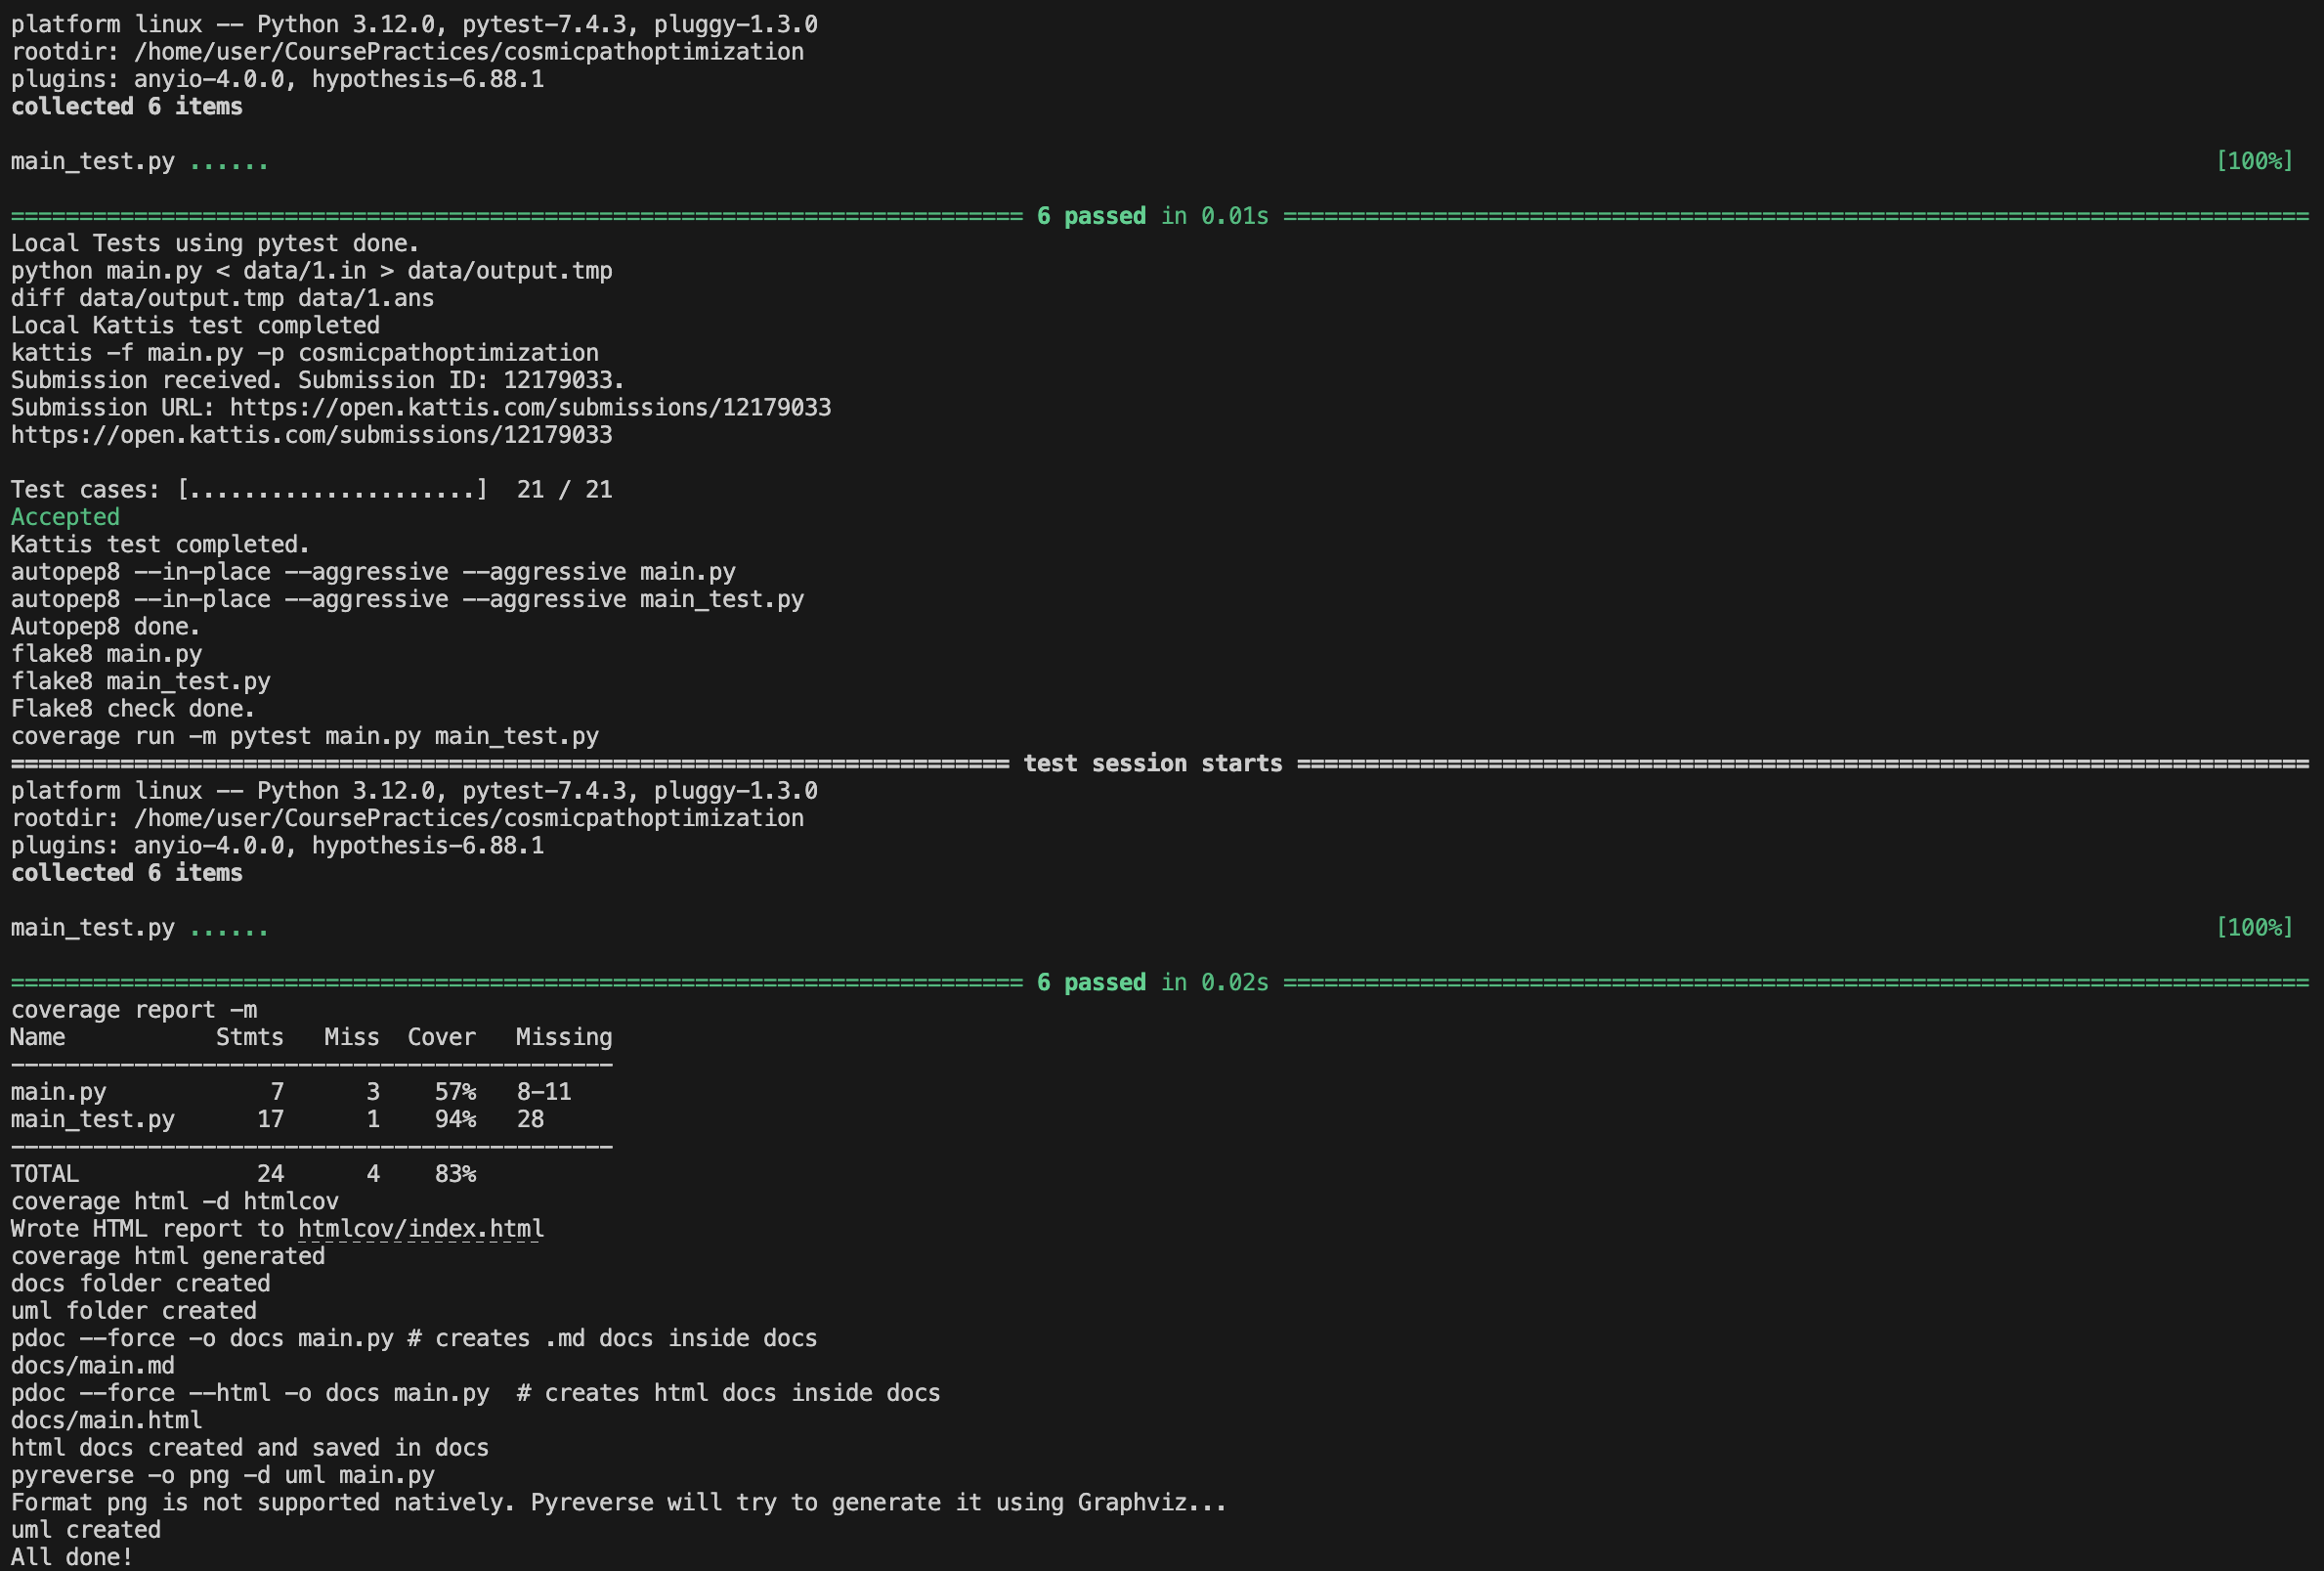 platform linux -- Python 3.12.0, pytest-7.4.3, pluggy-1.3.0
rootdir: /home/user/CoursePractices/cosmicpathoptimization
plugins: anyio-4.0.0, hypothesis-6.88.1
collected 6 items
main_test.py ...... [100%]
========================================================================== 6 passed in 0.01s ===========================================================================
Local Tests using pytest done.
python main.py < data/1.in > data/output.tmp
diff data/output.tmp data/1.ans
Local Kattis test completed
kattis -f main.py -p cosmicpathoptimization
Submission received. Submission ID: 12179033.
Submission URL: https://open.kattis.com/submissions/12179033
https://open.kattis.com/submissions/12179033
Test cases: [.....................]  21 / 21
Accepted
Kattis test completed.
autopep8 --in-place --aggressive --aggressive main.py
autopep8 --in-place --aggressive --aggressive main_test.py
Autopep8 done.
flake8 main.py
flake8 main_test.py
Flake8 check done.
coverage run -m pytest main.py main_test.py
========================================================================= test session starts ==========================================================================
platform linux -- Python 3.12.0, pytest-7.4.3, pluggy-1.3.0
rootdir: /home/user/CoursePractices/cosmicpathoptimization
plugins: anyio-4.0.0, hypothesis-6.88.1
collected 6 items
main_test.py ...... [100%]
========================================================================== 6 passed in 0.02s ===========================================================================
coverage report -m
Name           Stmts   Miss  Cover   Missing
--------------------------------------------
main.py            7      3    57%   8-11
main_test.py      17      1    94%   28
--------------------------------------------
TOTAL             24      4    83%
coverage html -d htmlcov
Wrote HTML report to htmlcov/index.html
coverage html generated
docs folder created
uml folder created
pdoc --force -o docs main.py # creates .md docs inside docs
docs/main.md
pdoc --force --html -o docs main.py  # creates html docs inside docs
docs/main.html
html docs created and saved in docs
pyreverse -o png -d uml main.py
Format png is not supported natively. Pyreverse will try to generate it using Graphviz...
uml created
All done!